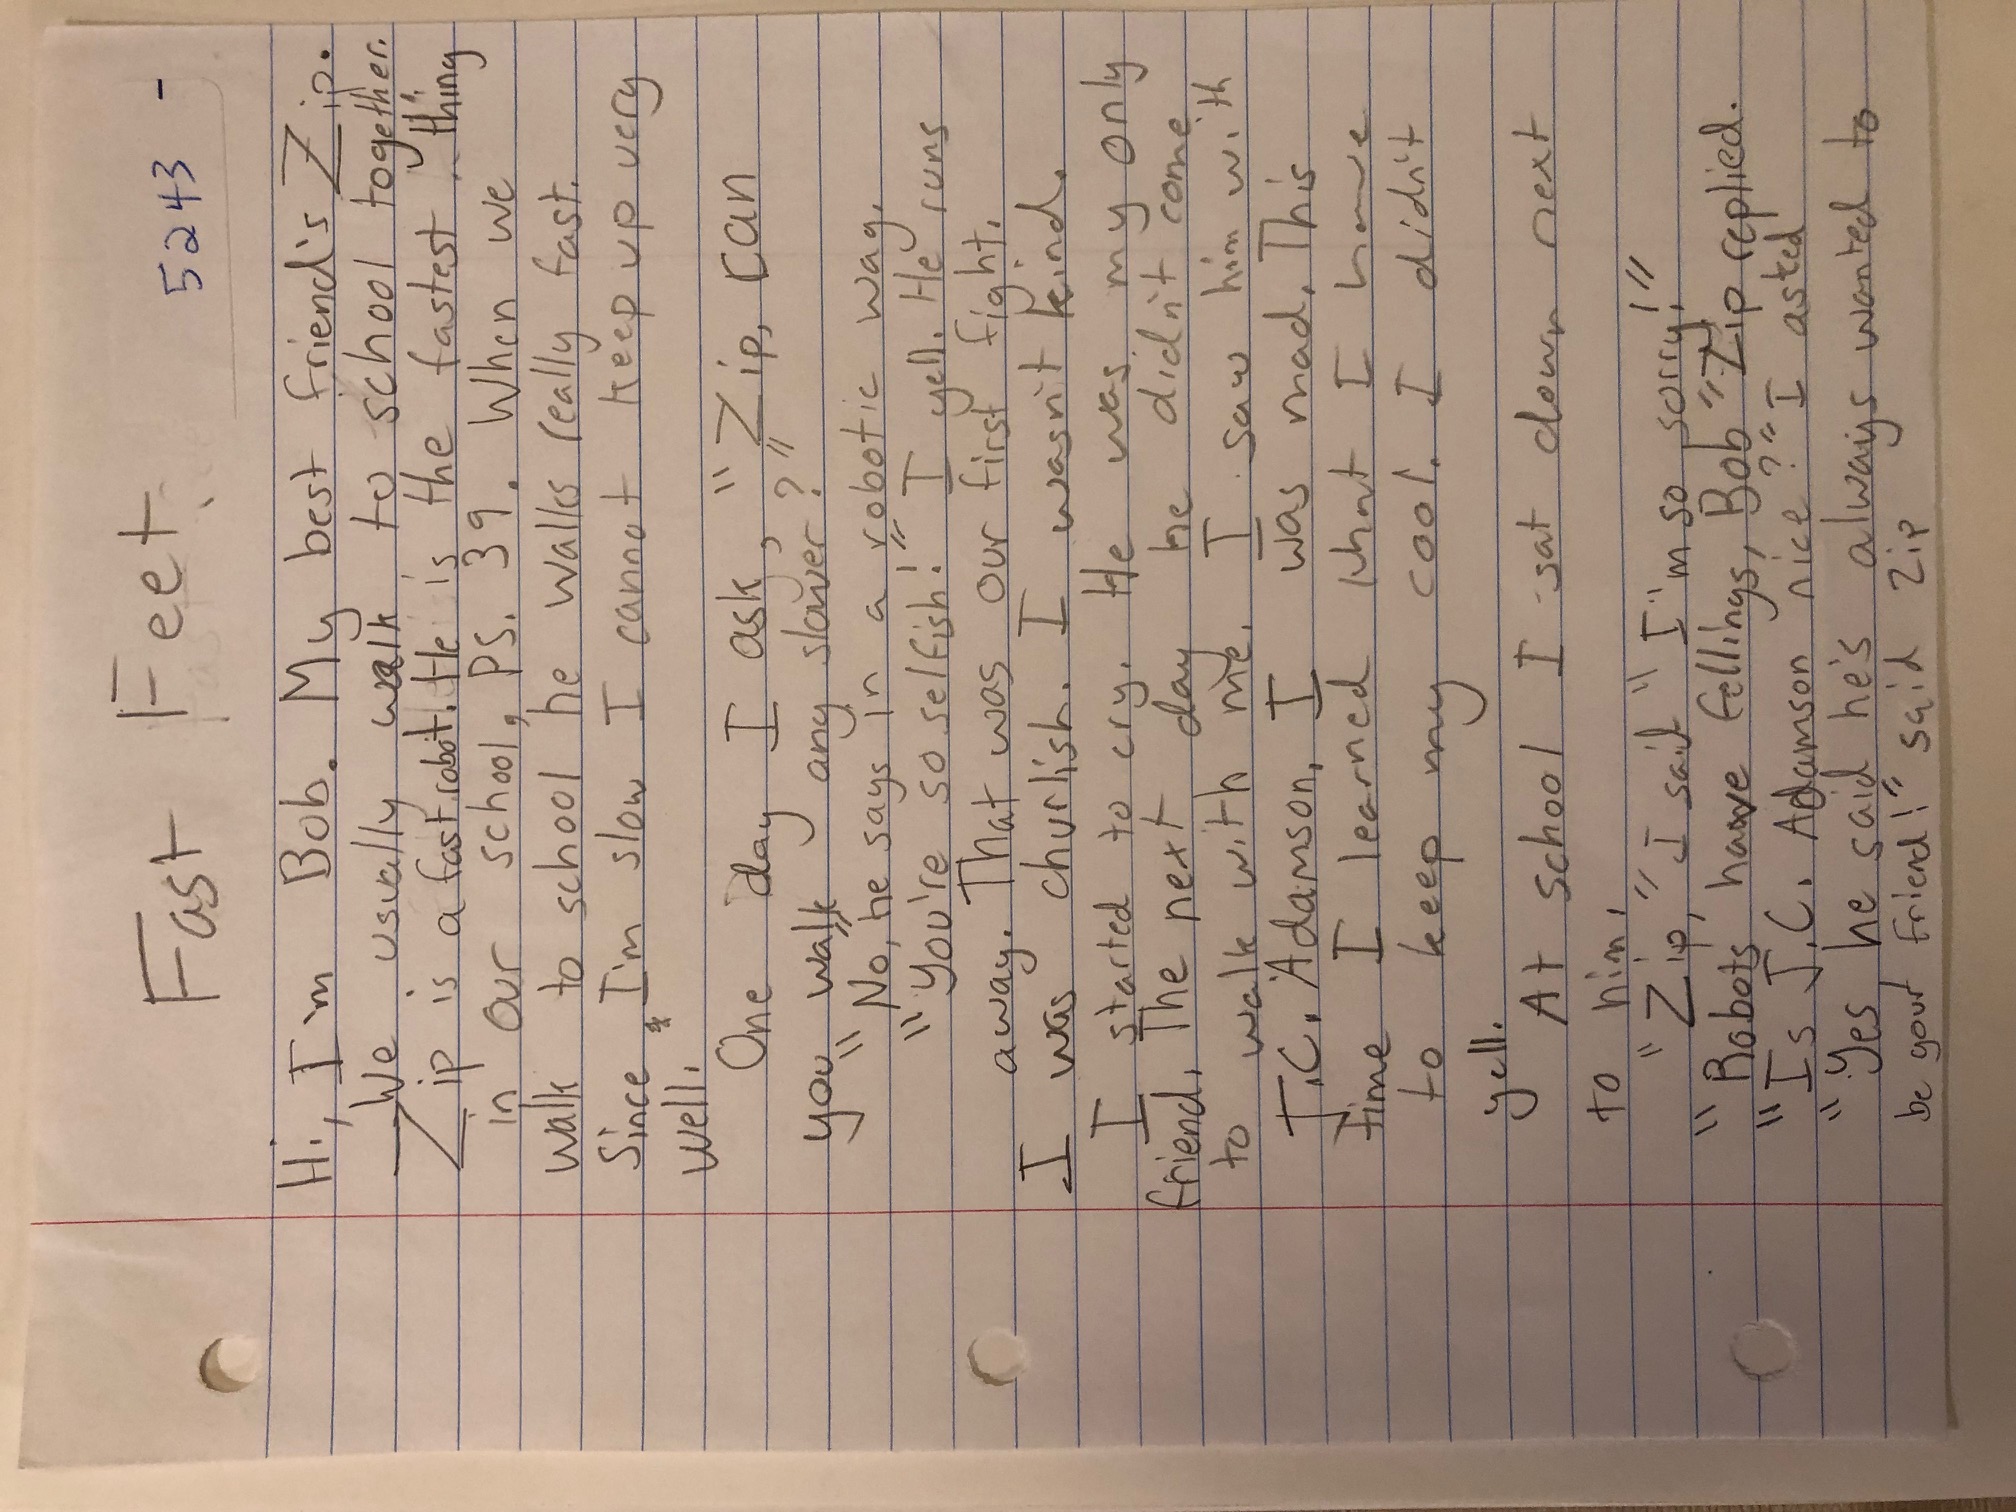 Fast Feet
5243 -
Hi, I'm Bob. My best friend's Zip.
We usually walk to school together.
Zip is a fast robot. He is the fastest thing
in our school, PS. 39. When we
walk to school he walks really fast.
Since I'm slow I cannot keep up very
well.
One day I ask, "Zip, can
you walk any slower?"
"No," he says in a robotic way.
"You're so selfish!" I yell. He runs
away. That was our first fight.
I was churlish. I wasn't kind.
I started to cry. He was my only
friend. The next day he didn't come
to walk with me. I saw him with
J.C. Adamson. I was mad. This
time I learned what I have
to keep my cool. I didn't
yell.
At school I sat down next
to him.
"Zip," I said "I'm so sorry!"
"Robots have fellings, Bob" Zip replied.
"Is J.C. Adamson nice?" I asked
"Yes, he said he's always wanted to
be your friend!" said Zip